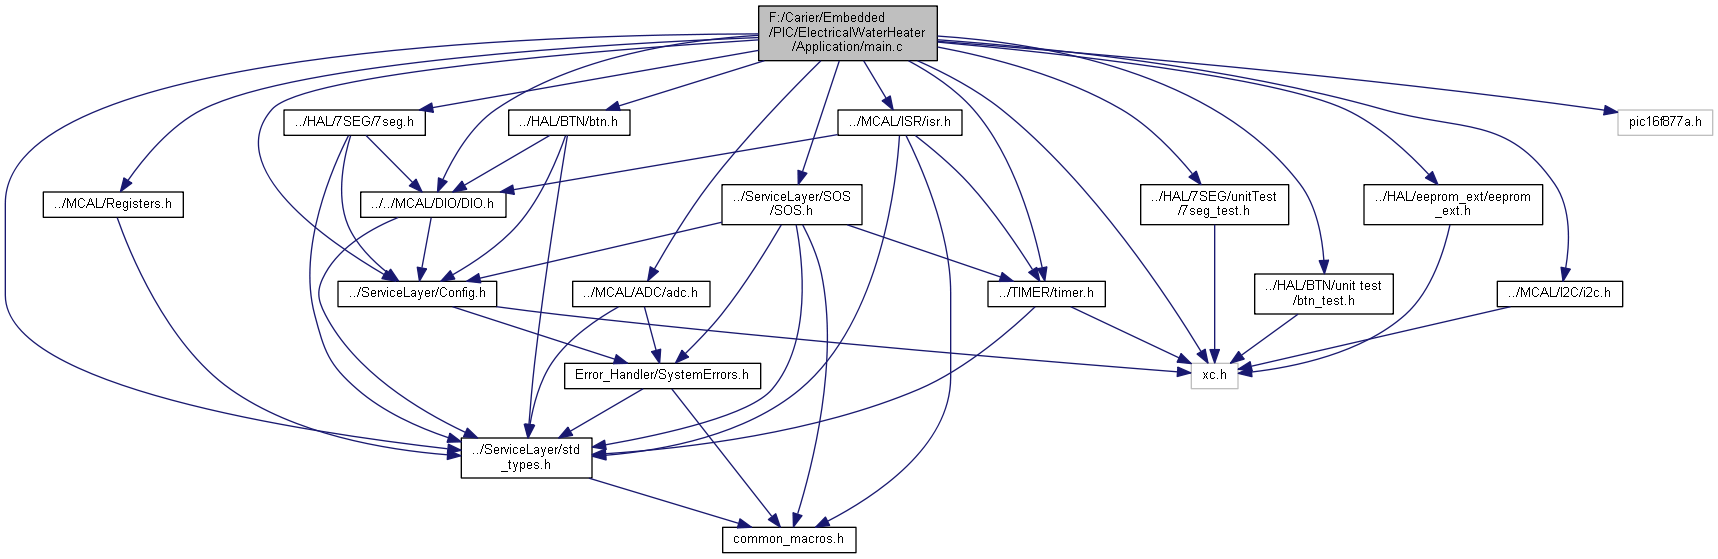 F:/Carier/Embedded
/PIC/ElectricalWaterHeater
/Application/main.c
../HAL/7SEG/7seg.h
../HAL/BTN/btn.h
../MCAL/ISR/isr.h
pic16f877a.h
../MCAL/Registers.h
../../MCAL/DIO/DIO.h
../ServiceLayer/SOS
/SOS.h
../HAL/7SEG/unitTest
/7seg_test.h
../HAL/eeprom_ext/eeprom
_ext.h
../ServiceLayer/Config.h
../MCAL/ADC/adc.h
../TIMER/timer.h
../HAL/BTN/unit test
/btn_test.h
../MCAL/I2C/i2c.h
Error_Handler/SystemErrors.h
xc.h
../ServiceLayer/std
_types.h
common_macros.h